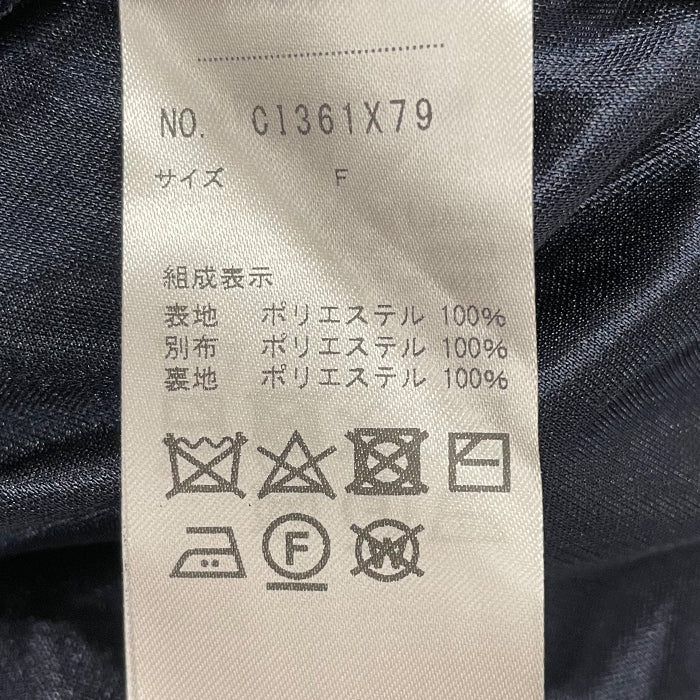 NO. CI361X79
サイズ F
組成表示
表地 ポリエステル 100%
別布 ポリエステル 100%
裏地 ポリエステル 100%
F
W